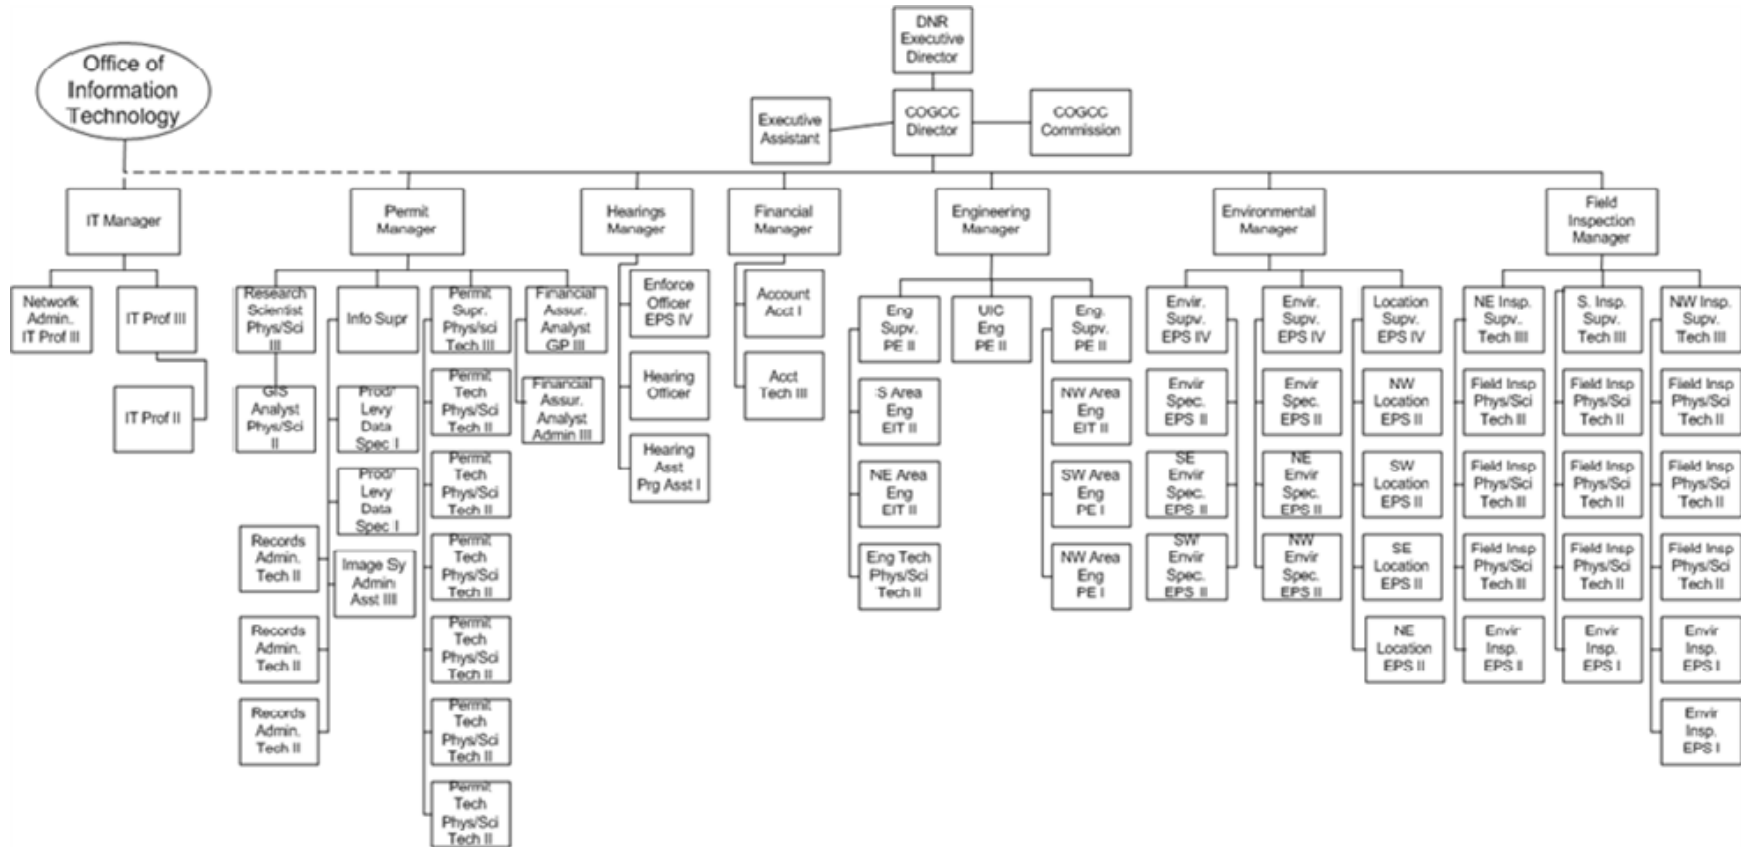 DNR
Executive
Director
Office of
Information
Technology
Executive
Assistant
COGCC
Director
COGCC
Commission
IT Manager
Permit
Manager
Hearings
Manager
Financial
Manager
Engineering
Manager
Environmental
Manager
Field
Inspection
Manager
Network
Admin.
IT Prof III
IT Prof III
IT Prof II
Research
Scientist
Phys/Sci
III
GIS
Analyst
Phys/Sci
II
Info Supr
Prod/
Levy
Data
Spec I
Prod/
Levy
Data
Spec I
Image Sy
Admin
Asst III
Records
Admin.
Tech II
Records
Admin.
Tech II
Records
Admin.
Tech II
Permit
Supr.
Phys/sci
Tech III
Permit
Tech
Phys/Sci
Tech II
Permit
Tech
Phys/Sci
Tech II
Permit
Tech
Phys/Sci
Tech II
Permit
Tech
Phys/Sci
Tech II
Permit
Tech
Phys/Sci
Tech II
Permit
Tech
Phys/Sci
Tech II
Financial
Assur.
Analyst
GP III
Financial
Assur.
Analyst
Admin III
Enforce
Officer
EPS IV
Hearing
Officer
Hearing
Asst
Prg Asst I
Account
Acct I
Acct
Tech III
Eng
Supv.
PE II
S Area
Eng
EIT II
NE Area
Eng
EIT II
Eng Tech
Phys/Sci
Tech II
UIC
Eng
PE II
Eng.
Supv.
PE II
NW Area
Eng
EIT II
SW Area
Eng
PE I
NW Area
Eng
PE I
Envir.
Supv.
EPS IV
Envir
Spec.
EPS II
SE
Envir
Spec.
EPS II
SW
Envir
Spec.
EPS II
Envir.
Supv.
EPS IV
Envir
Spec.
EPS II
NE
Envir
Spec.
EPS II
NW
Envir
Spec.
EPS II
Location
Supv.
EPS IV
NW
Location
EPS II
SW
Location
EPS II
SE
Location
EPS II
NE
Location
EPS II
NE Insp.
Supv.
Tech III
Field Insp
Phys/Sci
Tech III
Field Insp
Phys/Sci
Tech III
Field Insp
Phys/Sci
Tech III
Envir
Insp.
EPS II
S. Insp.
Supv.
Tech III
Field Insp
Phys/Sci
Tech II
Field Insp
Phys/Sci
Tech II
Field Insp
Phys/Sci
Tech II
Envir
Insp.
EPS I
NW Insp.
Supv.
Tech III
Field Insp
Phys/Sci
Tech II
Field Insp
Phys/Sci
Tech II
Field Insp
Phys/Sci
Tech II
Envir
Insp.
EPS I
Envir
Insp.
EPS I